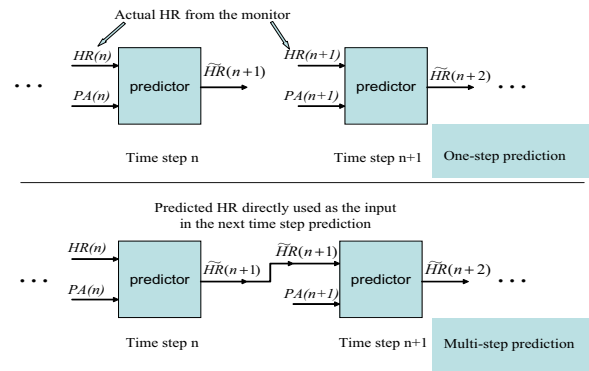 Actual HR from the monitor
HR(n)
HR(n+1)
. . .
predictor
H͠R(n+1)
predictor
H͠R(n+2)
. . .
PA(n)
PA(n+1)
Time step n
Time step n+1
One-step prediction
Predicted HR directly used as the input
in the next time step prediction
HR(n)
H͠R(n+1)
. . .
predictor
H͠R(n+1)
predictor
H͠R(n+2)
. . .
PA(n)
PA(n+1)
Time step n
Time step n+1
Multi-step prediction